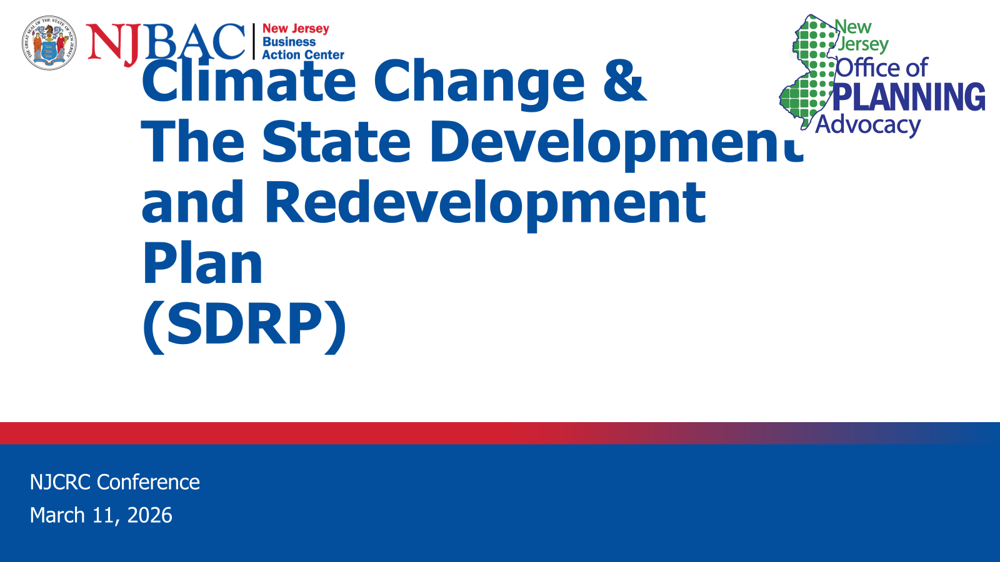 THE GREAT SEAL OF THE STATE OF NEW JERSEY
NJBAC
New Jersey
Business
Action Center
New
Jersey
Office of
PLANNING
Advocacy
Climate Change &
The State Development
and Redevelopment
Plan
(SDRP)
NJCRC Conference
March 11, 2026